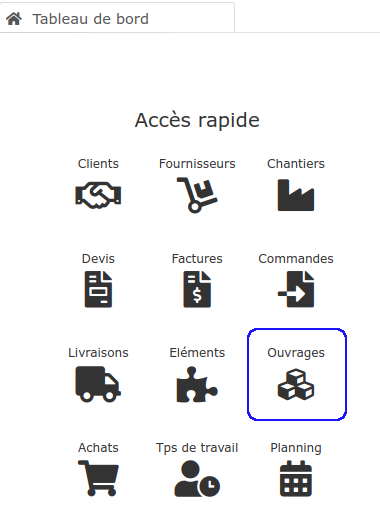 Tableau de bord
Accès rapide
Clients Fournisseurs Chantiers
Devis Factures Commandes
Livraisons Eléments Ouvrages
Achats Tps de travail Planning